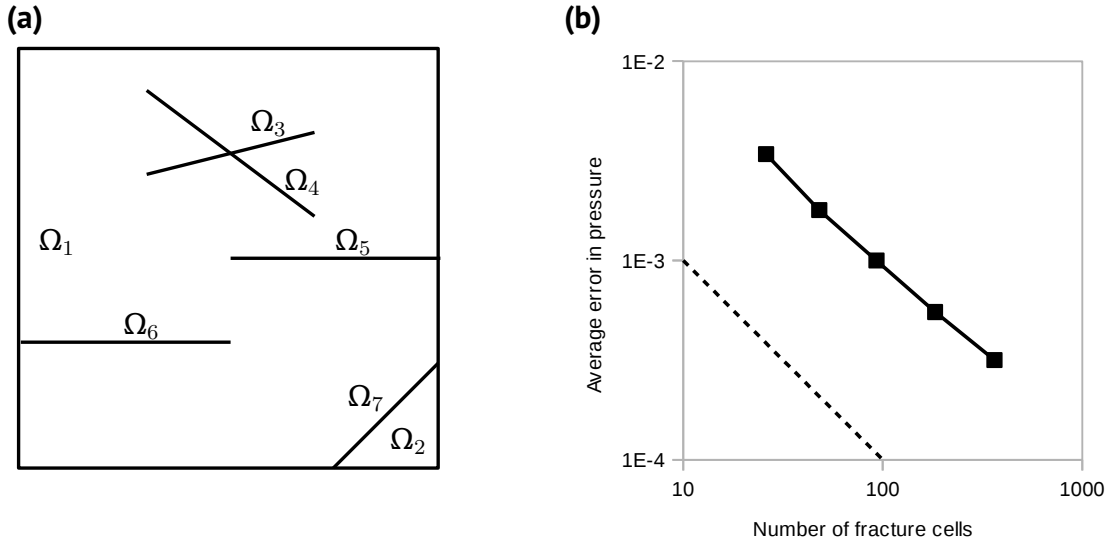 (a)
Ω₃
Ω₄
Ω₁
Ω₅
Ω₆
Ω₇
Ω₂
(b)
1E-2
1E-3
1E-4
10 100 1000
Average error in pressure
Number of fracture cells